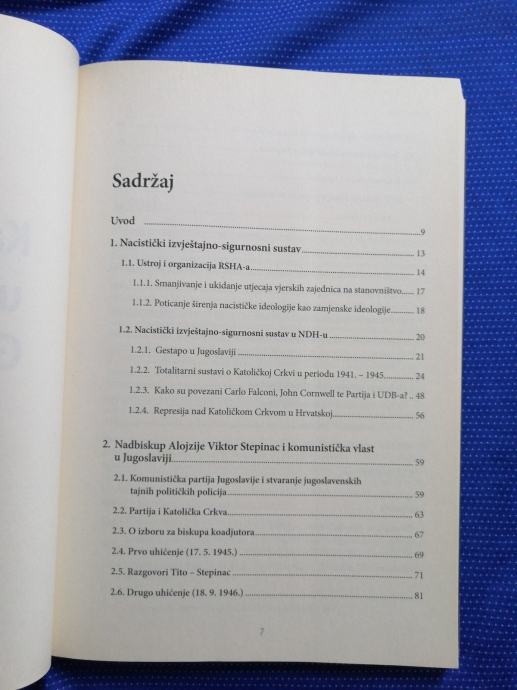 Sadržaj
Uvod ........ 9
1. Nacistički izvještajno-sigurnosni sustav ........ 13
1.1. Ustroj i organizacija RSHA-a ........ 14
1.1.1. Smanjivanje i ukidanje utjecaja vjerskih zajednica na stanovništvo ...... 17
1.1.2. Poticanje širenja nacističke ideologije kao zamjenske ideologije ........ 18
1.2. Nacistički izvještajno-sigurnosni sustav u NDH-u ........ 20
1.2.1. Gestapo u Jugoslaviji ........ 21
1.2.2. Totalitarni sustavi o Katoličkoj Crkvi u periodu 1941. – 1945. ........ 24
1.2.3. Kako su povezani Carlo Falconi, John Cornwell te Partija i UDB-a? .. 48
1.2.4. Represija nad Katoličkom Crkvom u Hrvatskoj ........ 56
2. Nadbiskup Alojzije Viktor Stepinac i komunistička vlast
u Jugoslaviji ........ 59
2.1. Komunistička partija Jugoslavije i stvaranje jugoslavenskih
tajnih političkih policija ........ 59
2.2. Partija i Katolička Crkva ........ 63
2.3. O izboru za biskupa koadjutora ........ 67
2.4. Prvo uhićenje (17. 5. 1945.) ........ 69
2.5. Razgovori Tito – Stepinac ........ 71
2.6. Drugo uhićenje (18. 9. 1946.) ........ 81
7